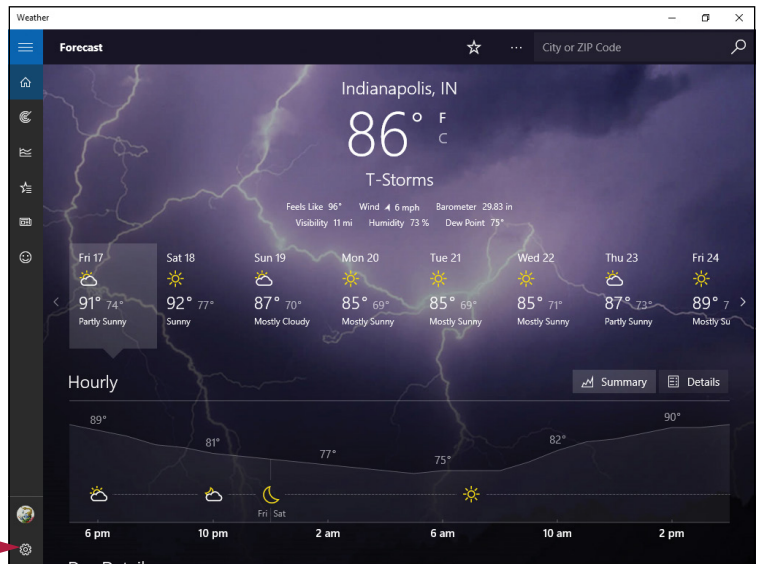 Weather
Forecast ... City or ZIP Code
Indianapolis, IN
86° F
C
T-Storms
Feels Like 96° Wind 6 mph Barometer 29.83 in
Visibility 11 mi Humidity 73 % Dew Point 75°
Fri 17 Sat 18 Sun 19 Mon 20 Tue 21 Wed 22 Thu 23 Fri 24
91° 74° 92° 77° 87° 70° 85° 69° 85° 69° 85° 71° 87° 73° 89° 7
Partly Sunny Sunny Mostly Cloudy Mostly Sunny Mostly Sunny Mostly Sunny Partly Sunny Mostly Su
Hourly Summary Details
89° 81° 77° 75° 82° 90°
Fri Sat
6 pm 10 pm 2 am 6 am 10 am 2 pm